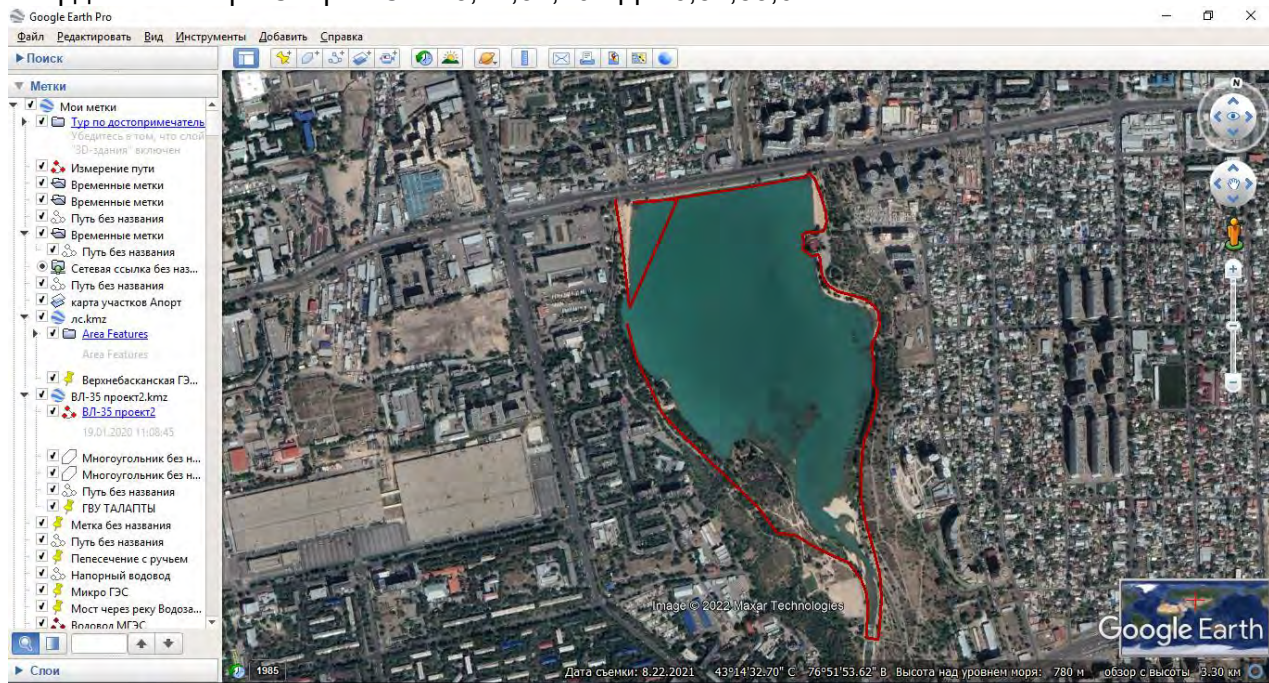 Google Earth Pro
Файл Редактировать Вид Инструменты Добавить Справка
Поиск
Метки
Мои метки
Тур по достопримечатель
Убедитесь в том, что слой
"3D-здания" включен
Измерение пути
Временные метки
Временные метки
Путь без названия
Временные метки
Путь без названия
Сетевая ссылка без наз...
Путь без названия
карта участков Апорт
лс.kmz
Area Features
Area Features
Верхнебасканская ГЭ...
ВЛ-35 проект2.kmz
ВЛ-35 проект2
19.01.2020 11:08:45
Многоугольник без н...
Многоугольник без н...
Путь без названия
ГВУ ТАЛАПТЫ
Метка без названия
Путь без названия
Пепесечение с ручьем
Напорный водовод
Микро ГЭС
Мост через реку Водоза...
Водовод МГЭС
Слои
N
Image © 2022 Maxar Technologies
Google Earth
1985
Дата съемки: 8.22.2021 43°14'32.70" С 76°51'53.62" В Высота над уровнем моря: 780 м обзор с высоты 3.30 км